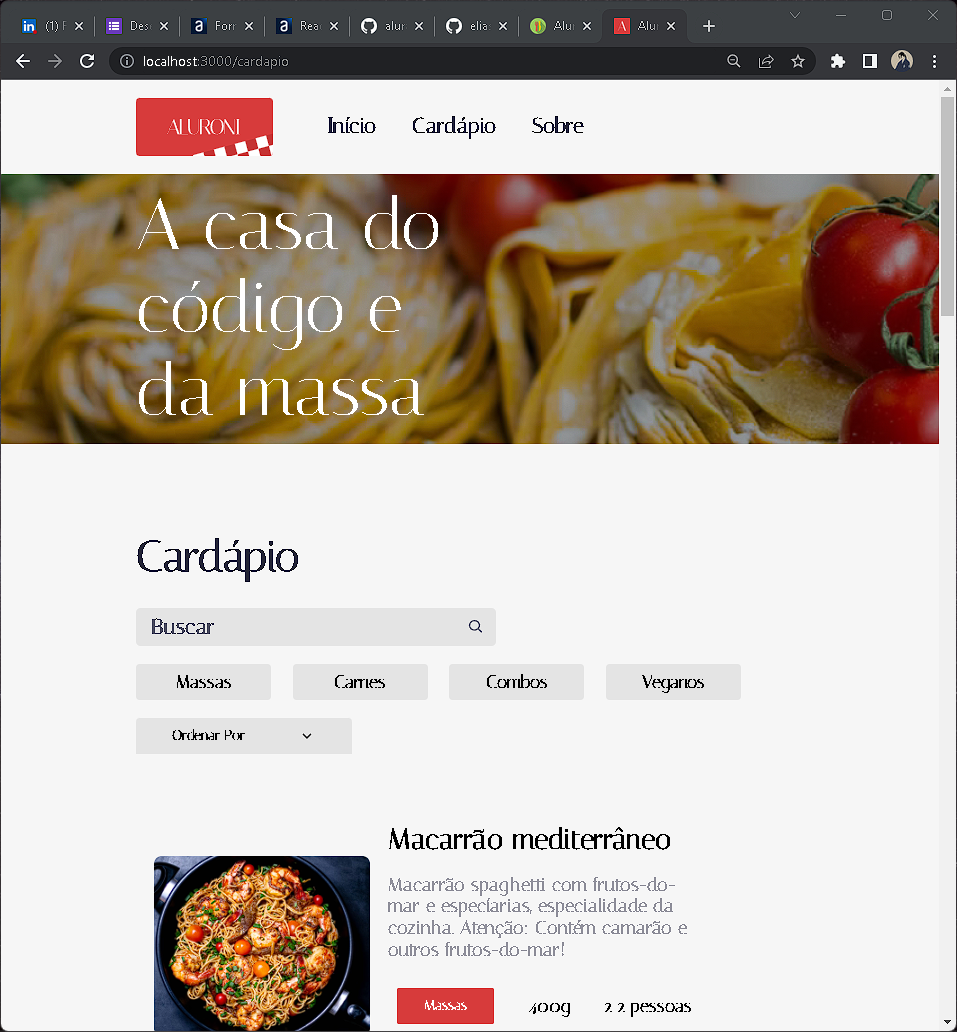 (1) F
Dese
Forr
Rea
alur
elia
Alur
Alur
localhost:3000/cardapio
ALURONI
Início Cardápio Sobre
A casa do
código e
da massa
Cardápio
Buscar
Massas Carnes Combos Veganos
Ordenar Por
Macarrão mediterrâneo
Macarrão spaghetti com frutos-do-
mar e especiarias, especialidade da
cozinha. Atenção: Contém camarão e
outros frutos-do-mar!
Massas 400g 2 2 pessoas